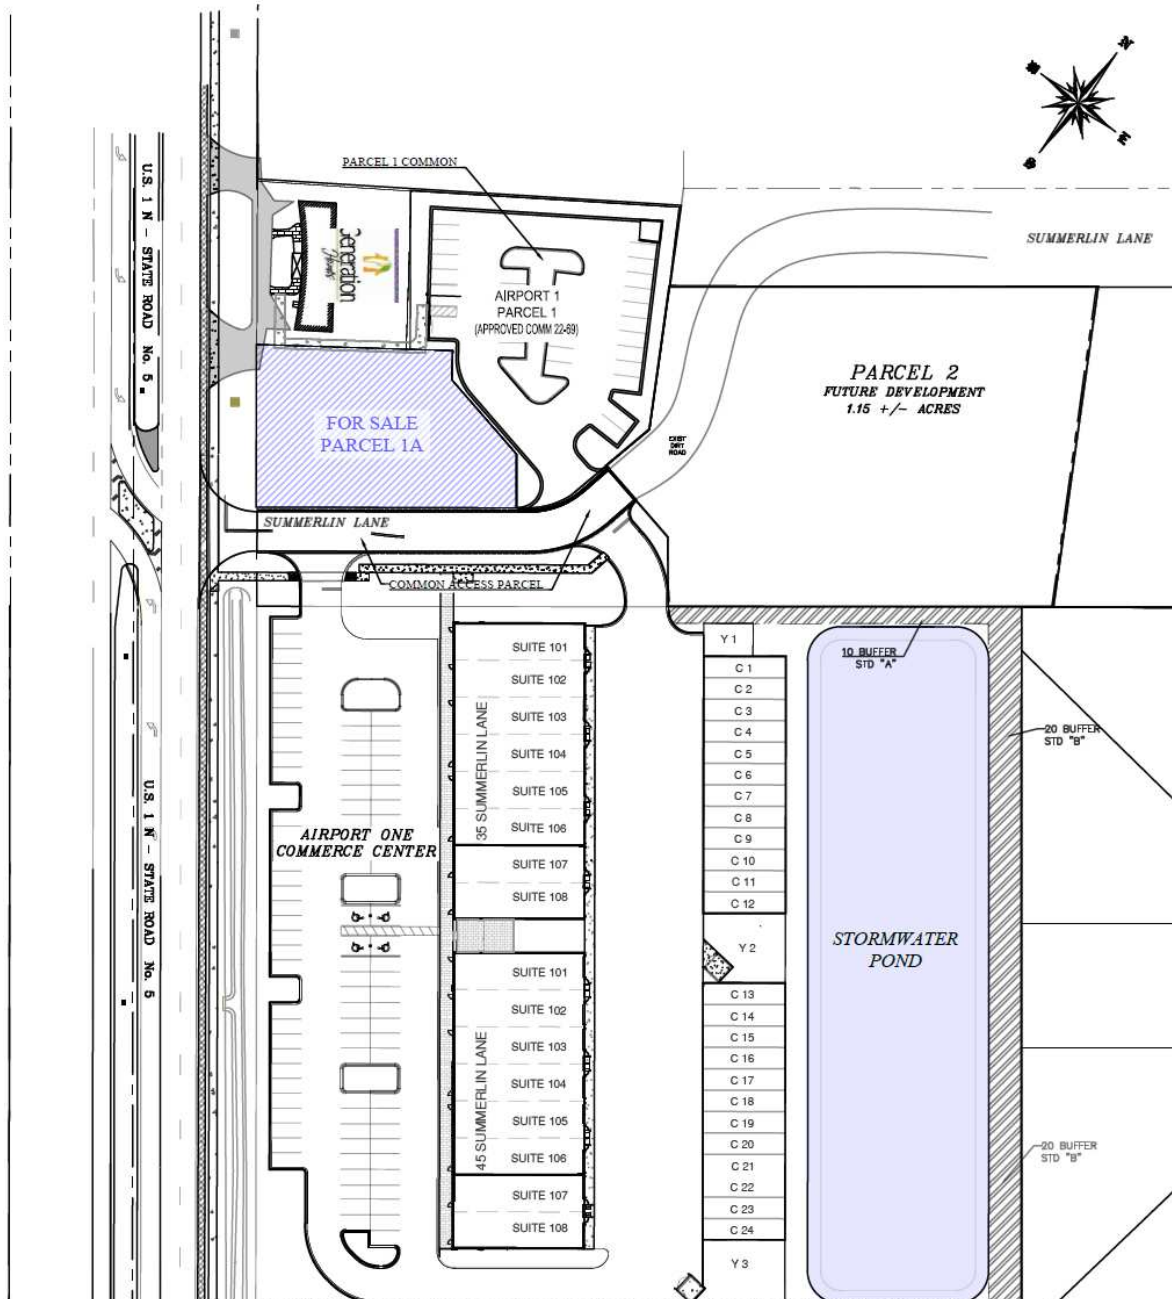 N
E
PARCEL 1 COMMON
U.S. 1 N - STATE ROAD No. 5
Generation
Homes
AIRPORT 1
PARCEL 1
(APPROVED COMM 22-69)
SUMMERLIN LANE
PARCEL 2
FUTURE DEVELOPMENT
1.15 +/- ACRES
FOR SALE
PARCEL 1A
EXIST
DIRT
ROAD
SUMMERLIN LANE
COMMON ACCESS PARCEL
10 BUFFER
STD "A"
20 BUFFER
STD "B"
35 SUMMERLIN LANE
SUITE 101
SUITE 102
SUITE 103
SUITE 104
SUITE 105
SUITE 106
SUITE 107
SUITE 108
AIRPORT ONE
COMMERCE CENTER
45 SUMMERLIN LANE
SUITE 101
SUITE 102
SUITE 103
SUITE 104
SUITE 105
SUITE 106
SUITE 107
SUITE 108
Y 1
C 1
C 2
C 3
C 4
C 5
C 6
C 7
C 8
C 9
C 10
C 11
C 12
Y 2
C 13
C 14
C 15
C 16
C 17
C 18
C 19
C 20
C 21
C 22
C 23
C 24
Y 3
STORMWATER
POND
20 BUFFER
STD "B"
U.S. 1 N - STATE ROAD No. 5